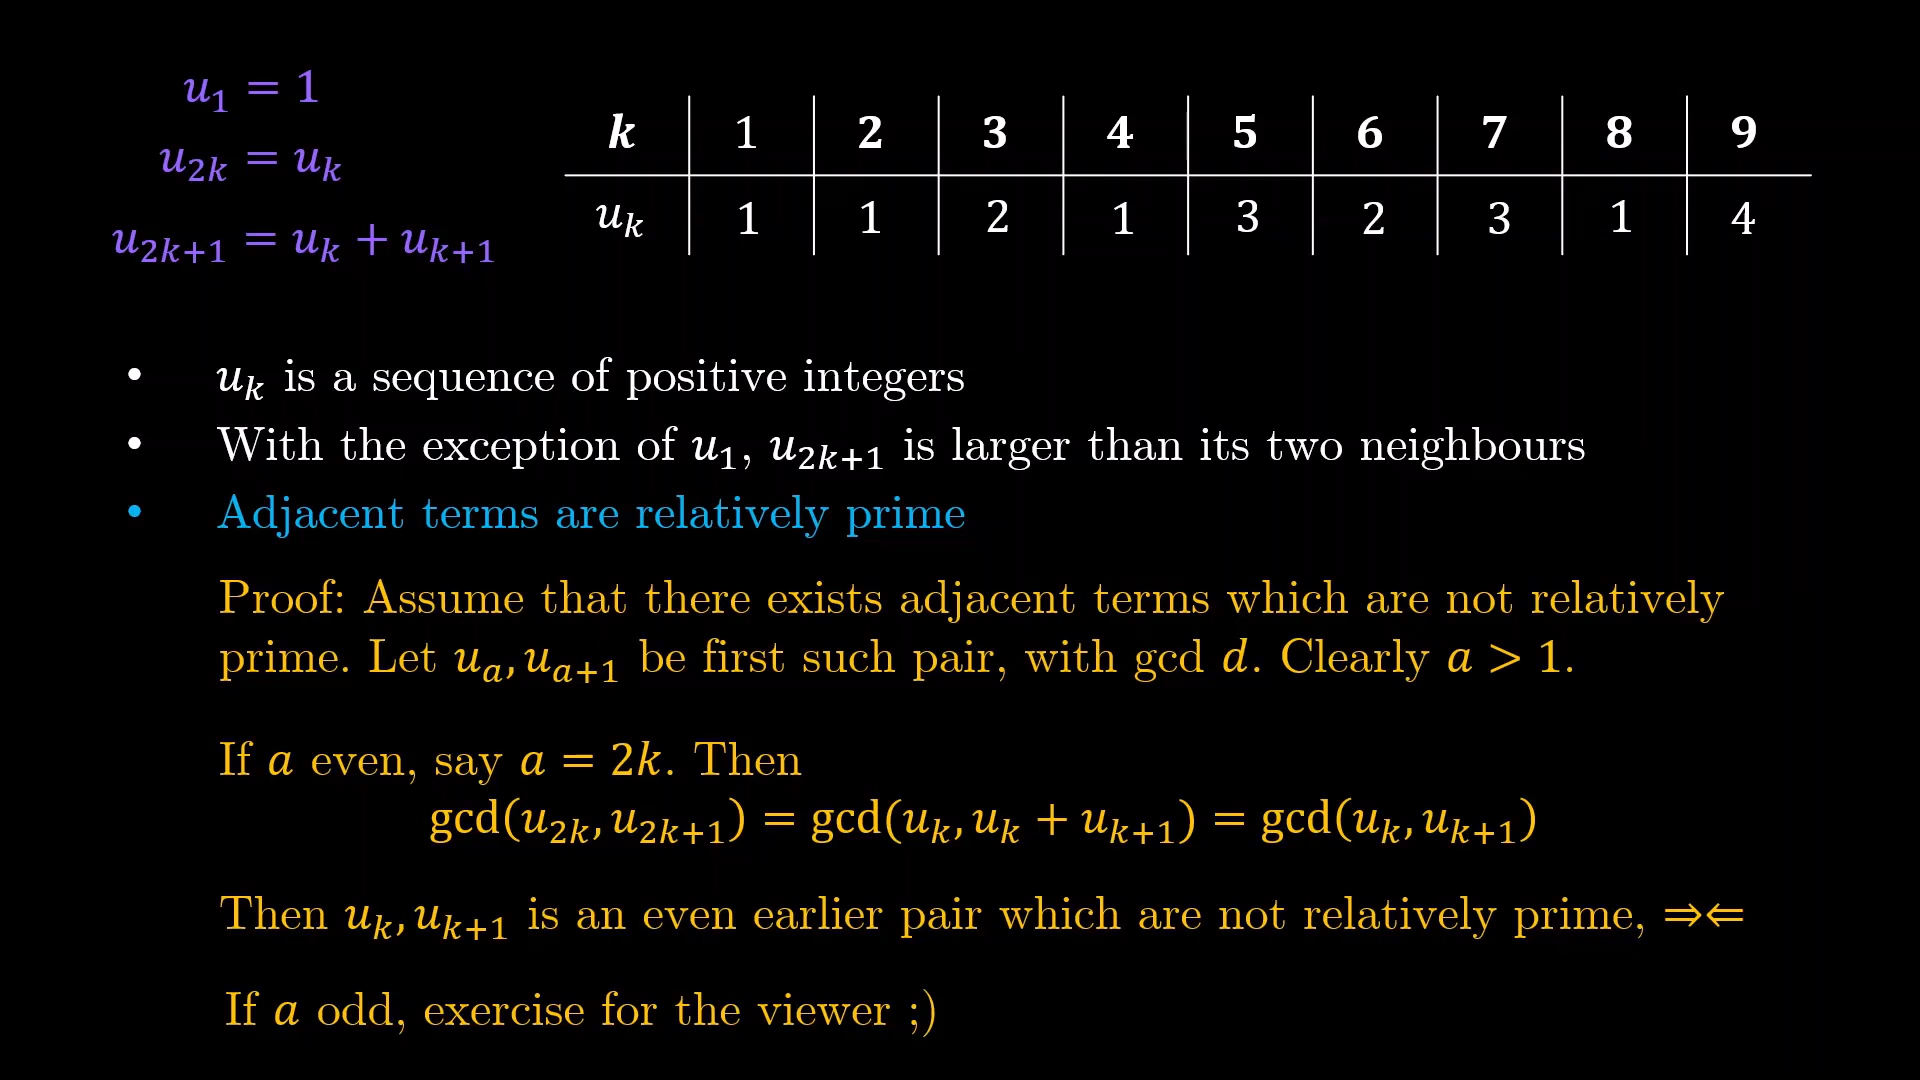 u₁ = 1
u₂ₖ = uₖ
u₂ₖ₊₁ = uₖ + uₖ₊₁
k 1 2 3 4 5 6 7 8 9
uₖ 1 1 2 1 3 2 3 1 4
• uₖ is a sequence of positive integers
• With the exception of u₁, u₂ₖ₊₁ is larger than its two neighbours
• Adjacent terms are relatively prime
Proof: Assume that there exists adjacent terms which are not relatively
prime. Let uₐ, uₐ₊₁ be first such pair, with gcd d. Clearly a > 1.
If a even, say a = 2k. Then
gcd(u₂ₖ, u₂ₖ₊₁) = gcd(uₖ, uₖ + uₖ₊₁) = gcd(uₖ, uₖ₊₁)
Then uₖ, uₖ₊₁ is an even earlier pair which are not relatively prime, ⇒⇐
If a odd, exercise for the viewer ;)